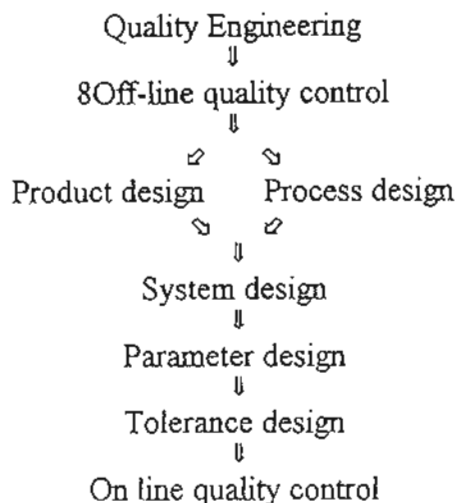 Quality Engineering
8Off-line quality control
Product design Process design
System design
Parameter design
Tolerance design
On line quality control